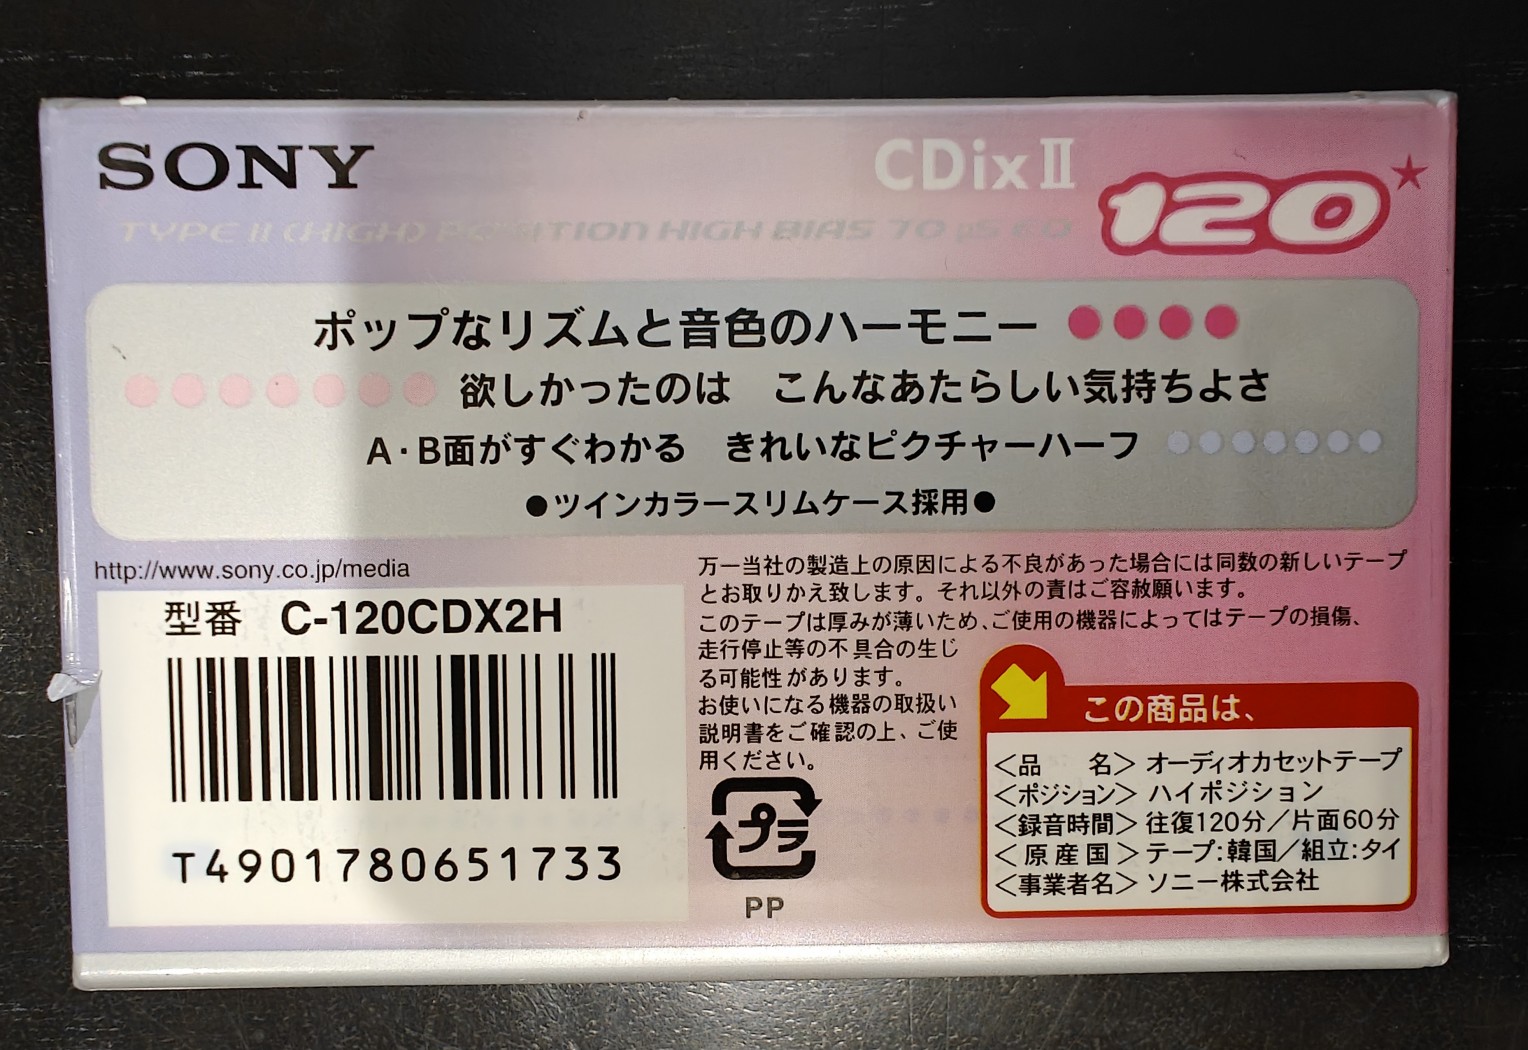 SONY
CDixⅡ
120★
TYPE II (HIGH) POSITION HIGH BIAS 70 μS EQ
ポップなリズムと音色のハーモニー ●●●●
●●●●●●● 欲しかったのは こんなあたらしい気持ちよさ
A・B面がすぐわかる きれいなピクチャーハーフ ●●●●●●●
●ツインカラースリムケース採用●
http://www.sony.co.jp/media
型番 C-120CDX2H
T4901780651733
万一当社の製造上の原因による不良があった場合には同数の新しいテープ
とお取りかえ致します。それ以外の責はご容赦願います。
このテープは厚みが薄いため、ご使用の機器によってはテープの損傷、
走行停止等の不具合の生じ
る可能性があります。
お使いになる機器の取扱い
説明書をご確認の上、ご使
用ください。
プラ
PP
この商品は、
<品 名> オーディオカセットテープ
<ポジション> ハイポジション
<録音時間> 往復120分/片面60分
<原産国> テープ:韓国/組立:タイ
<事業者名> ソニー株式会社